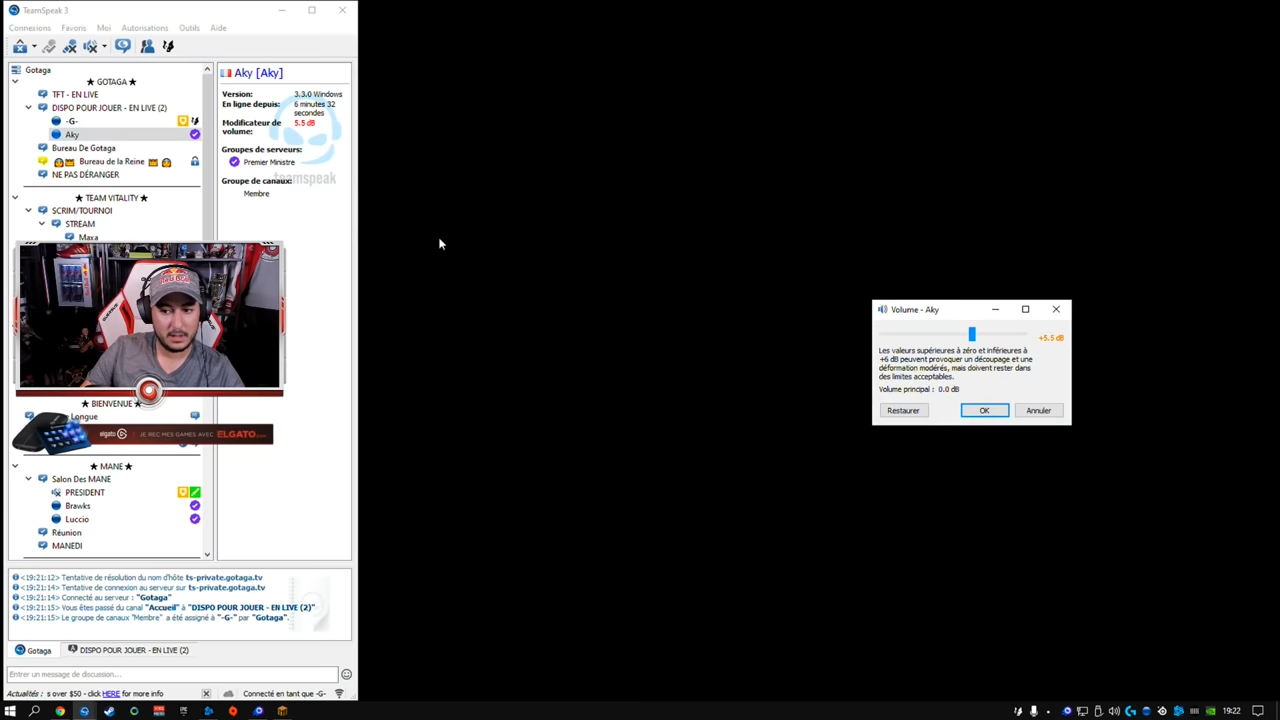 TeamSpeak 3
Connexions Favoris Moi Autorisations Outils Aide
Gotaga
★ GOTAGA ★
TFT - EN LIVE
DISPO POUR JOUER - EN LIVE (2)
-G-
Aky
Bureau De Gotaga
Bureau de la Reine
NE PAS DÉRANGER
★ TEAM VITALITY ★
SCRIM/TOURNOI
STREAM
Maxa
★ BIENVENUE ★
Longue
elgato JE REC MES GAMES AVEC ELGATO
★ MANE ★
Salon Des MANE
PRESIDENT
Brawks
Luccio
Réunion
MANEDI
Aky [Aky]
Version: 3.3.0 Windows
En ligne depuis: 6 minutes 32
secondes
Modificateur de 5.5 dB
volume:
Groupes de serveurs:
Premier Ministre
Groupe de canaux:
teamspeak
Membre
Volume - Aky
+5.5 dB
Les valeurs supérieures à zéro et inférieures à
+6 dB peuvent provoquer un découpage et une
déformation modérés, mais doivent rester dans
des limites acceptables.
Volume principal : 0.0 dB
Restaurer OK Annuler
<19:21:12> Tentative de résolution du nom d'hôte ts-private.gotaga.tv
<19:21:14> Tentative de connexion au serveur sur ts-private.gotaga.tv
<19:21:14> Connecté au serveur : "Gotaga"
<19:21:15> Vous êtes passé du canal "Accueil" à "DISPO POUR JOUER - EN LIVE (2)"
<19:21:15> Le groupe de canaux "Membre" a été assigné à "-G-" par "Gotaga".
Gotaga DISPO POUR JOUER - EN LIVE (2)
Entrer un message de discussion...
Actualités : s over $50 - click HERE for more info Connecté en tant que -G-
19:22